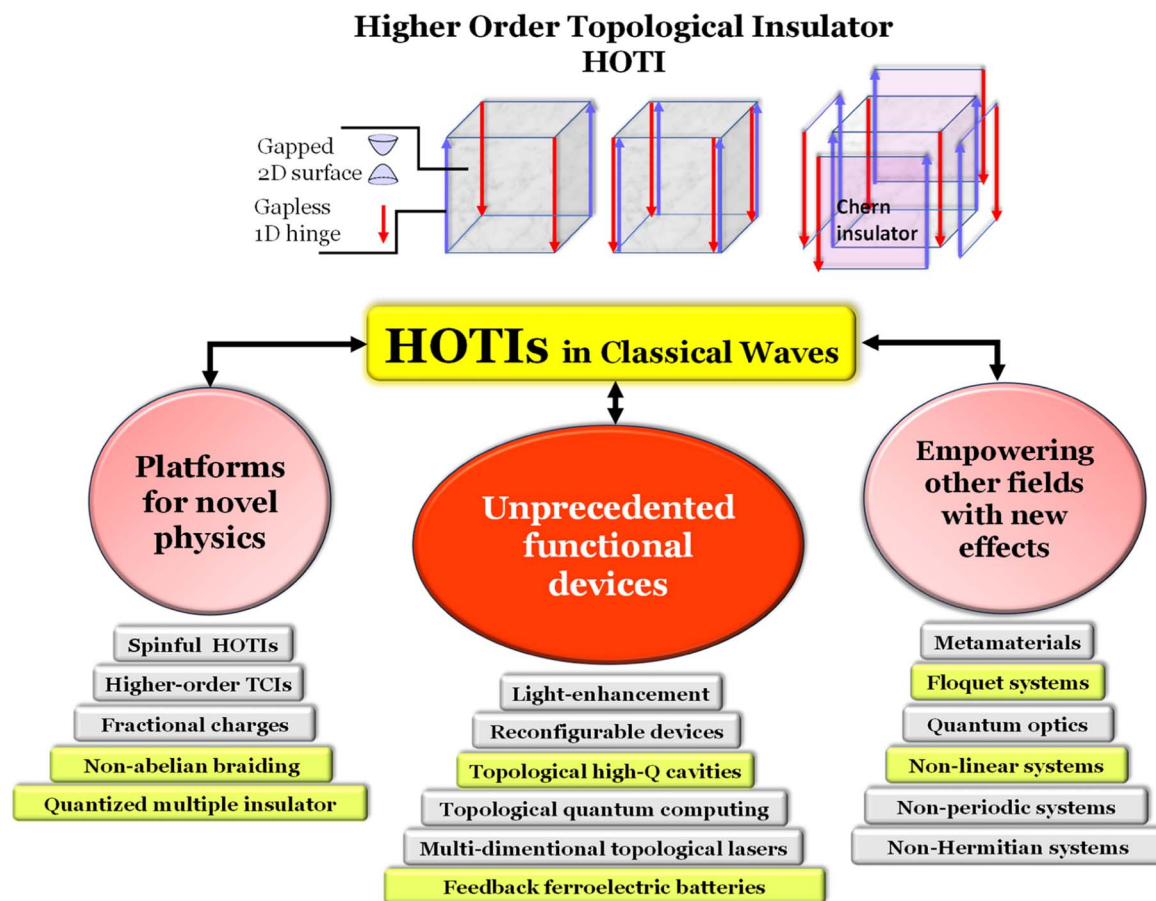 Higher Order Topological Insulator
HOTI
Gapped
2D surface
Gapless
1D hinge
Chern
insulator
HOTIs in Classical Waves
Platforms
for novel
physics
Spinful HOTIs
Higher-order TCIs
Fractional charges
Non-abelian braiding
Quantized multiple insulator
Unprecedented
functional
devices
Light-enhancement
Reconfigurable devices
Topological high-Q cavities
Topological quantum computing
Multi-dimentional topological lasers
Feedback ferroelectric batteries
Empowering
other fields
with new
effects
Metamaterials
Floquet systems
Quantum optics
Non-linear systems
Non-periodic systems
Non-Hermitian systems